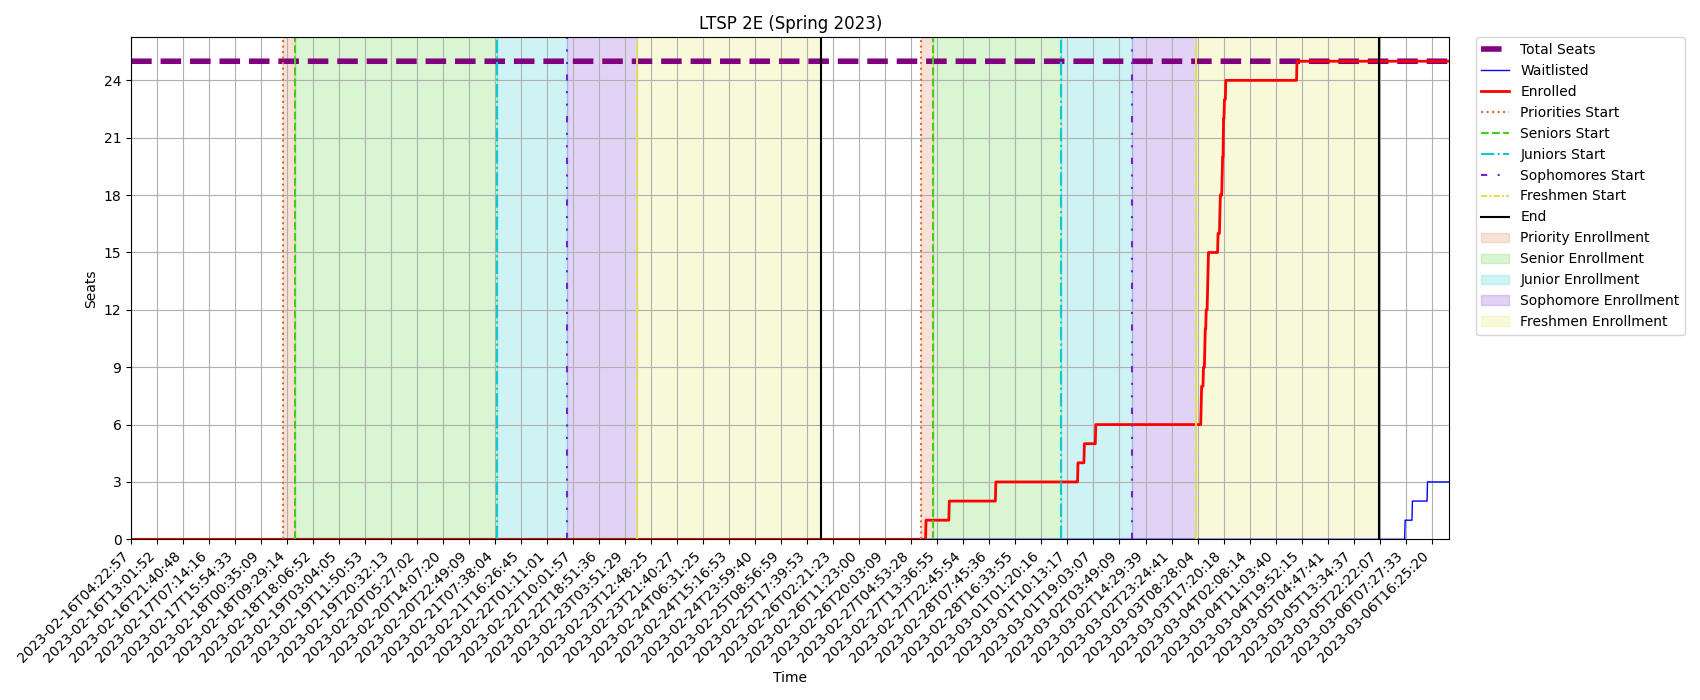 LTSP 2E (Spring 2023)
Seats
24
21
18
15
12
9
6
3
0
2023-02-16T04:22:57
2023-02-16T13:01:52
2023-02-16T21:40:48
2023-02-17T07:14:16
2023-02-17T15:54:33
2023-02-18T00:35:09
2023-02-18T09:29:14
2023-02-18T18:06:52
2023-02-19T03:04:05
2023-02-19T11:50:53
2023-02-19T20:32:13
2023-02-20T05:27:02
2023-02-20T14:07:20
2023-02-20T22:49:09
2023-02-21T07:38:04
2023-02-21T16:26:45
2023-02-22T01:11:01
2023-02-22T10:01:57
2023-02-22T18:51:36
2023-02-23T03:51:29
2023-02-23T12:48:25
2023-02-23T21:40:27
2023-02-24T06:31:25
2023-02-24T15:16:53
2023-02-24T23:59:40
2023-02-25T08:56:59
2023-02-25T17:39:53
2023-02-26T02:21:23
2023-02-26T11:23:00
2023-02-26T20:03:09
2023-02-27T04:53:28
2023-02-27T13:36:55
2023-02-27T22:45:54
2023-02-28T07:45:36
2023-02-28T16:33:55
2023-03-01T01:20:16
2023-03-01T10:13:17
2023-03-01T19:03:07
2023-03-02T03:49:09
2023-03-02T14:29:39
2023-03-02T23:24:41
2023-03-03T08:28:04
2023-03-03T17:20:18
2023-03-04T02:08:14
2023-03-04T11:03:40
2023-03-04T19:52:15
2023-03-05T04:47:41
2023-03-05T13:34:37
2023-03-05T22:22:07
2023-03-06T07:27:33
2023-03-06T16:25:20
Time
Total Seats
Waitlisted
Enrolled
Priorities Start
Seniors Start
Juniors Start
Sophomores Start
Freshmen Start
End
Priority Enrollment
Senior Enrollment
Junior Enrollment
Sophomore Enrollment
Freshmen Enrollment